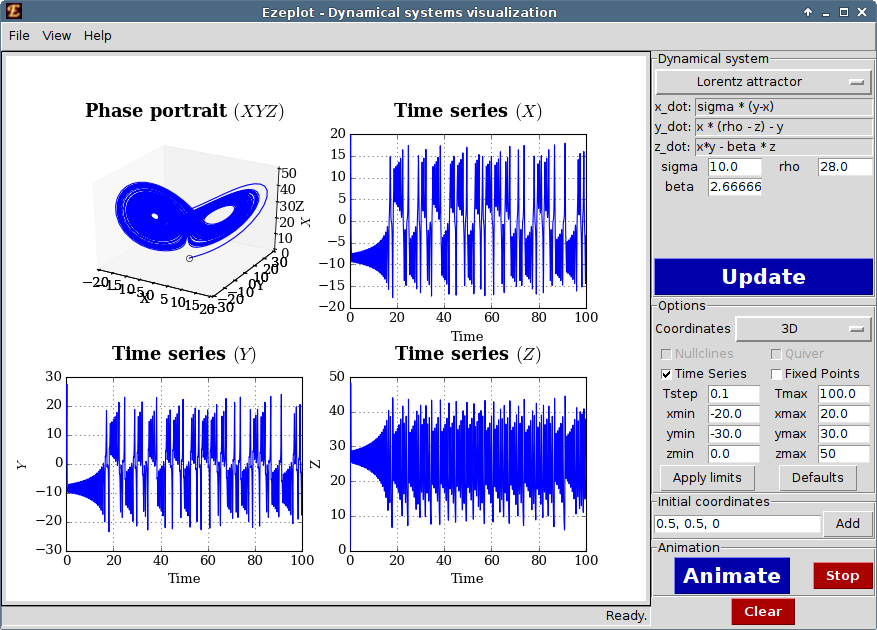 Ezeplot - Dynamical systems visualization
File View Help
Phase portrait (XYZ)
50
40
30
20
10
0
Z
X
−20
−15
−10
−5
0
5
10
15
20
X
−30
−20
−10
0
10
20
30
Y
Time series (X)
20
15
10
5
0
−5
−10
−15
−20
X
0 20 40 60 80 100
Time
Time series (Y)
30
20
10
0
−10
−20
−30
Y
0 20 40 60 80 100
Time
Time series (Z)
50
40
30
20
10
0
Z
0 20 40 60 80 100
Time
Ready.
Dynamical system
Lorentz attractor
x_dot: sigma * (y-x)
y_dot: x * (rho - z) - y
z_dot: x*y - beta * z
sigma 10.0 rho 28.0
beta 2.66666
Update
Options
Coordinates 3D
Nullclines Quiver
Time Series Fixed Points
Tstep 0.1 Tmax 100.0
xmin -20.0 xmax 20.0
ymin -30.0 ymax 30.0
zmin 0.0 zmax 50
Apply limits Defaults
Initial coordinates
0.5, 0.5, 0 Add
Animation
Animate Stop
Clear